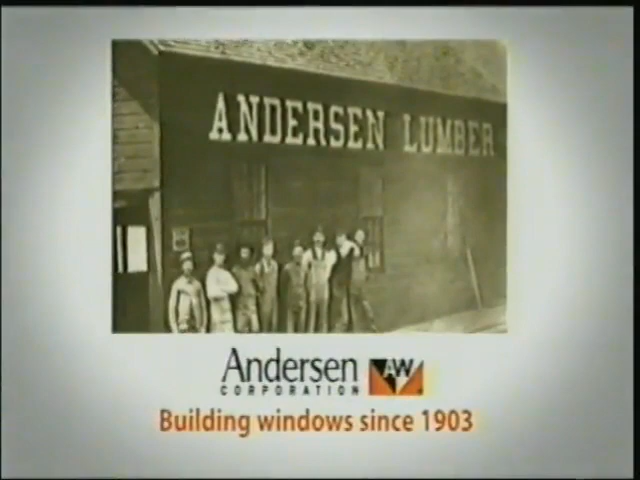 ANDERSEN LUMBER
Andersen AW
CORPORATION
Building windows since 1903